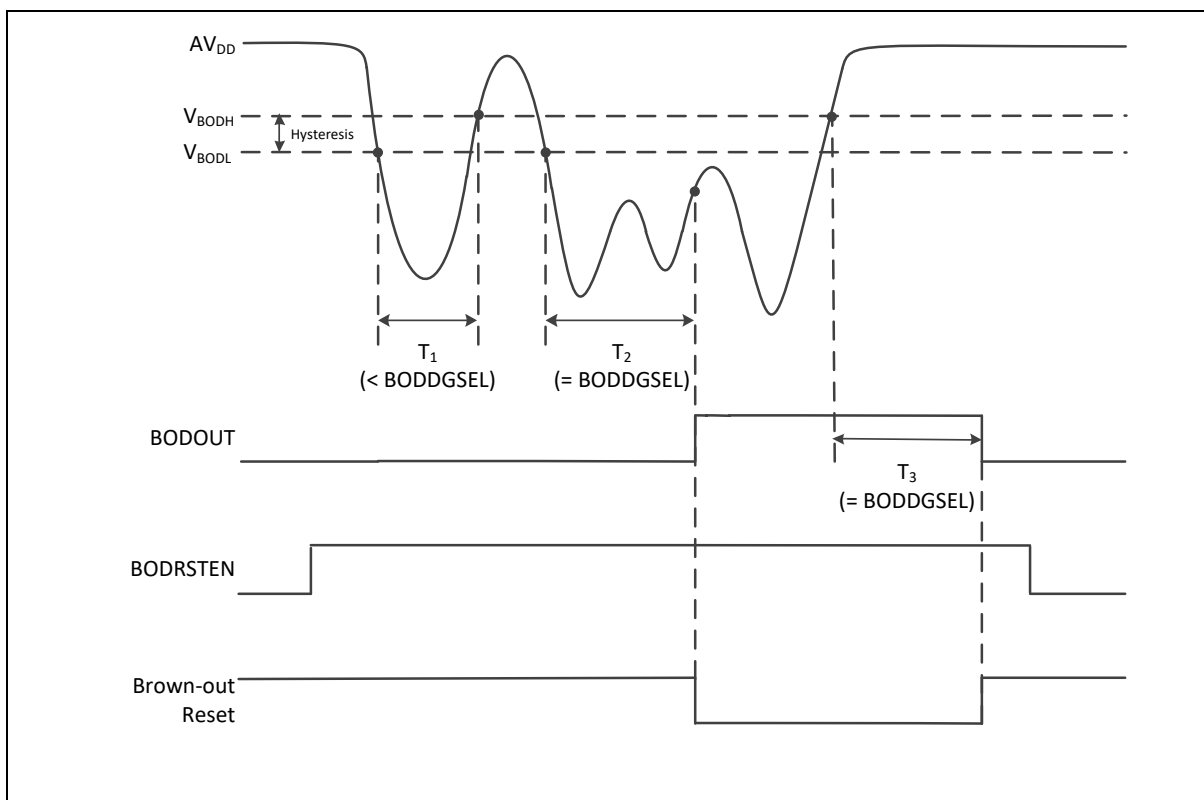 AVDD
VBODH
Hysteresis
VBODL
T1
(< BODDGSEL)
T2
(= BODDGSEL)
BODOUT
T3
(= BODDGSEL)
BODRSTEN
Brown-out
Reset